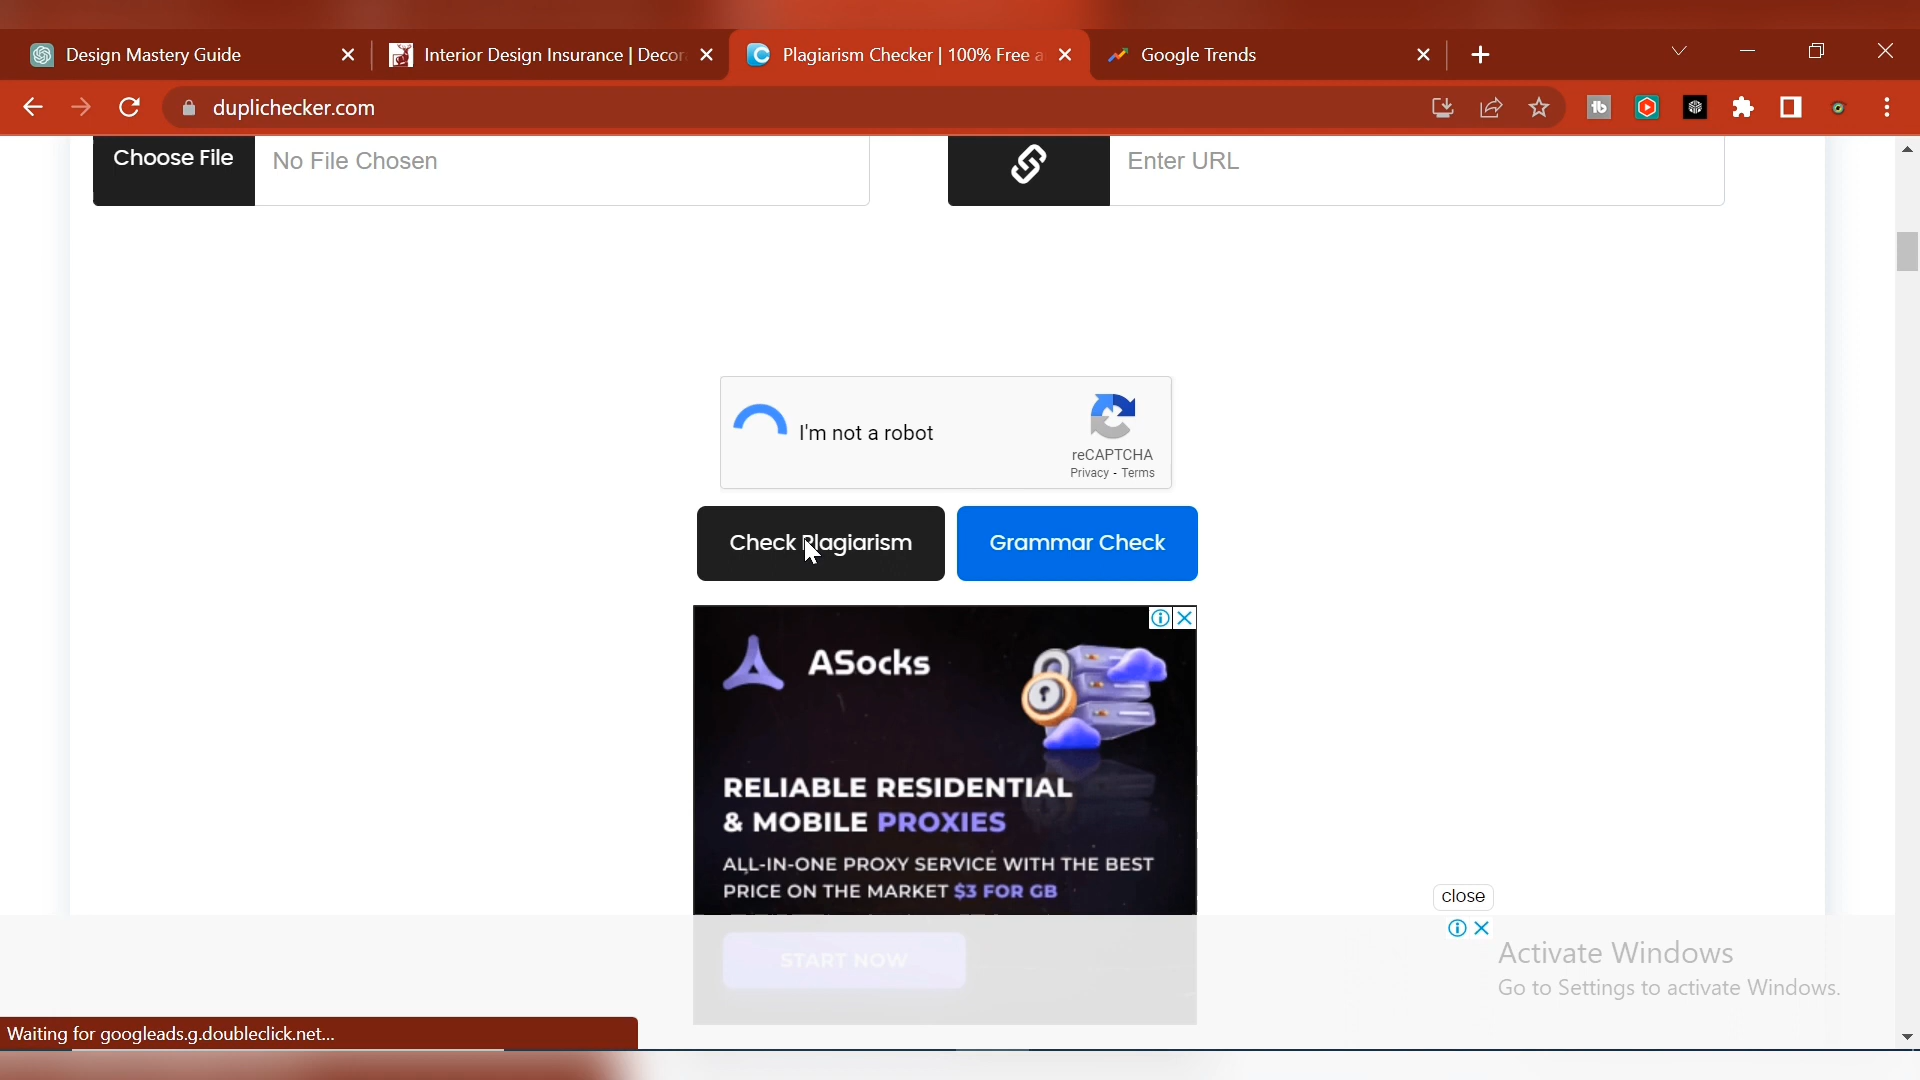 Design Mastery Guide
Interior Design Insurance | Decor
Plagiarism Checker | 100% Free a
Google Trends
duplichecker.com
tb
Choose File
No File Chosen
Enter URL
I'm not a robot
reCAPTCHA
Privacy - Terms
Check Plagiarism
Grammar Check
ASocks
RELIABLE RESIDENTIAL
& MOBILE PROXIES
ALL-IN-ONE PROXY SERVICE WITH THE BEST
PRICE ON THE MARKET $3 FOR GB
START NOW
close
Activate Windows
Go to Settings to activate Windows.
Waiting for googleads.g.doubleclick.net...